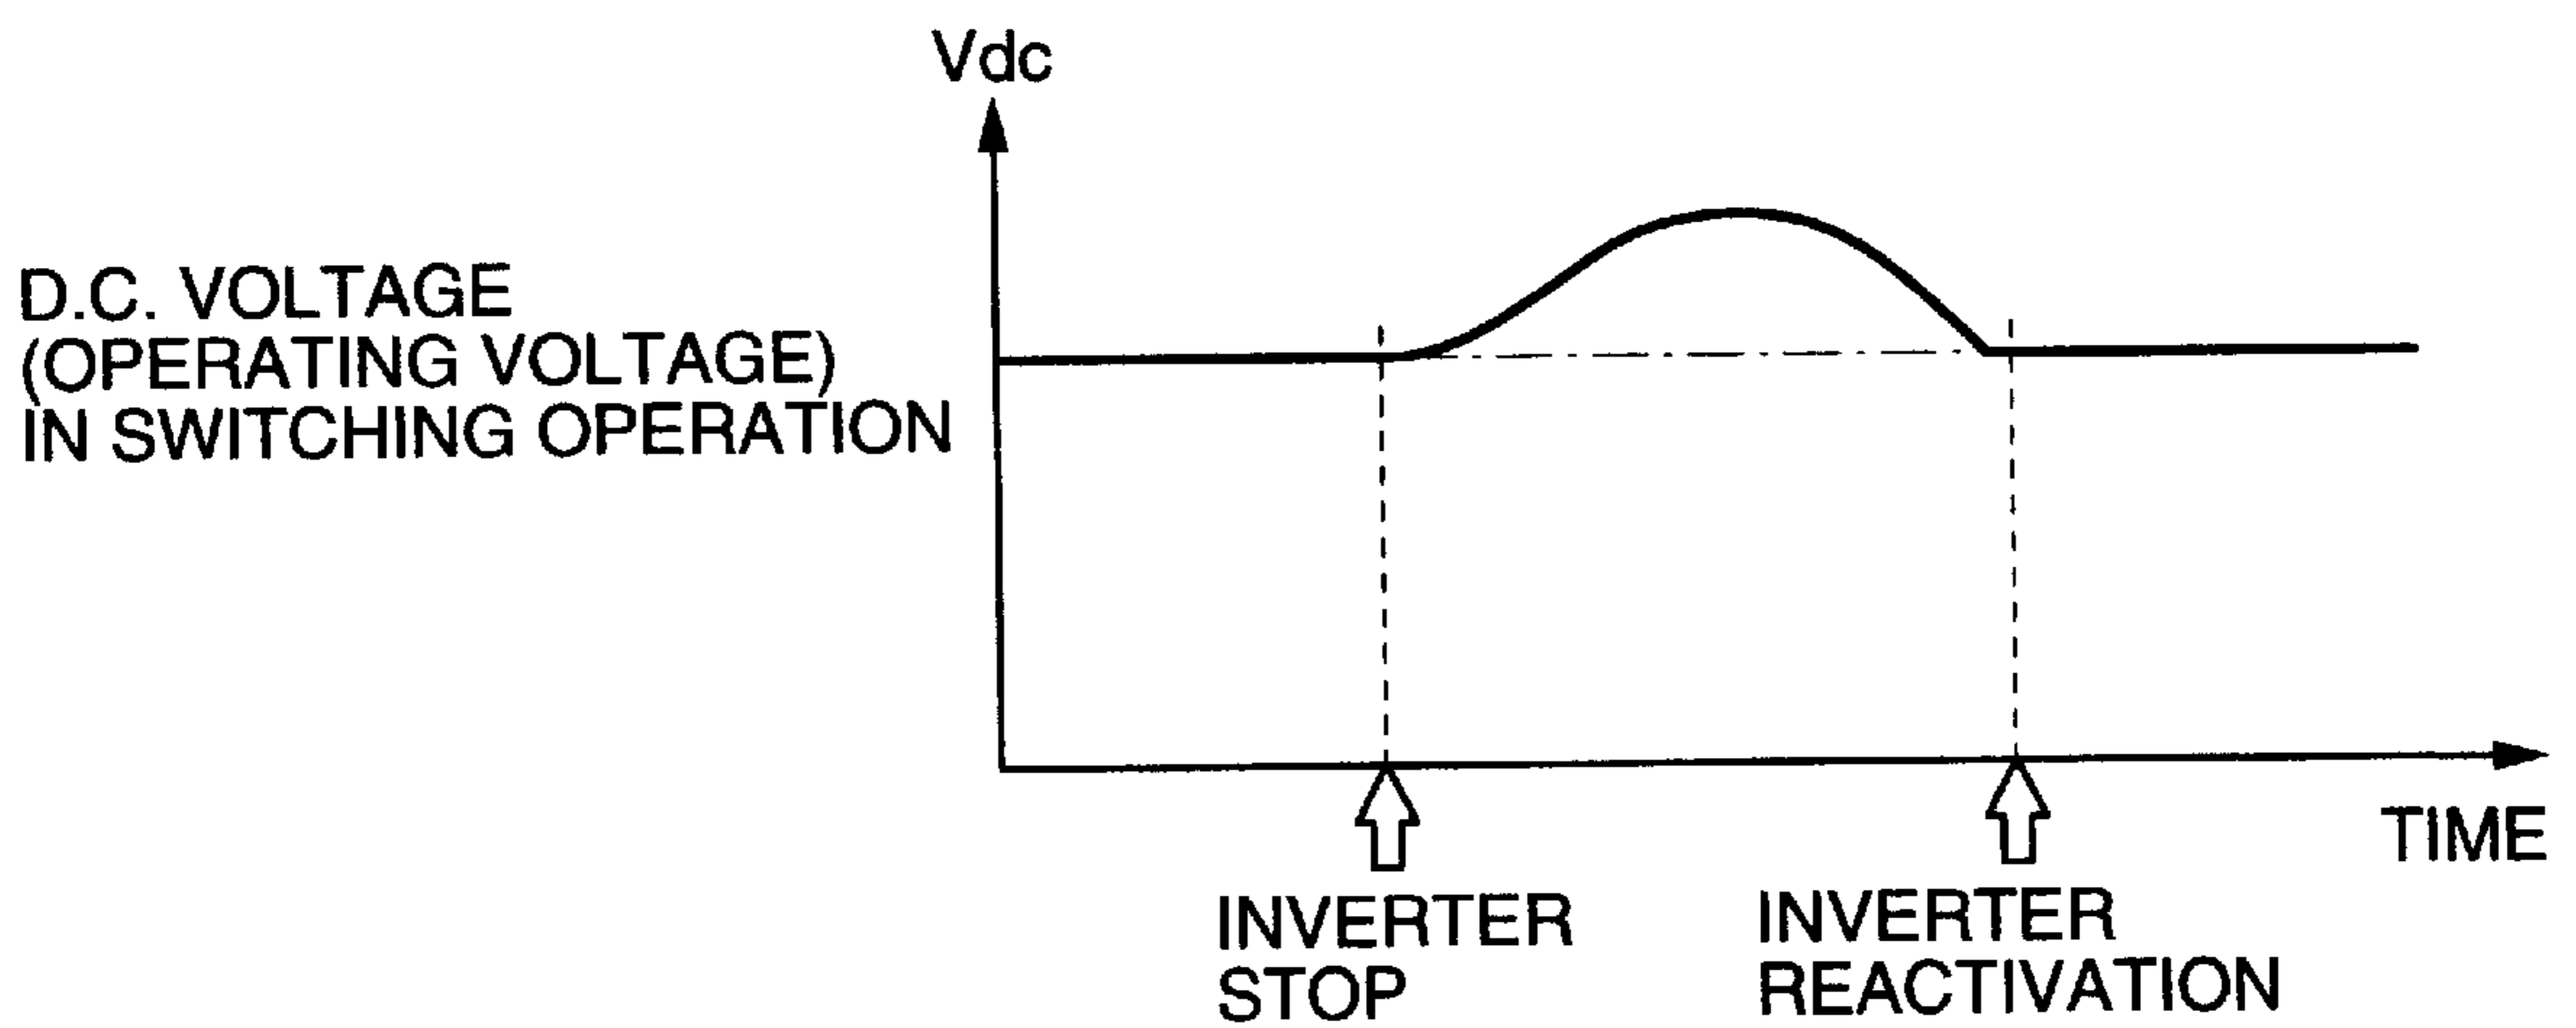 Vdc
D.C. VOLTAGE
(OPERATING VOLTAGE)
IN SWITCHING OPERATION
TIME
INVERTER
STOP
INVERTER
REACTIVATION